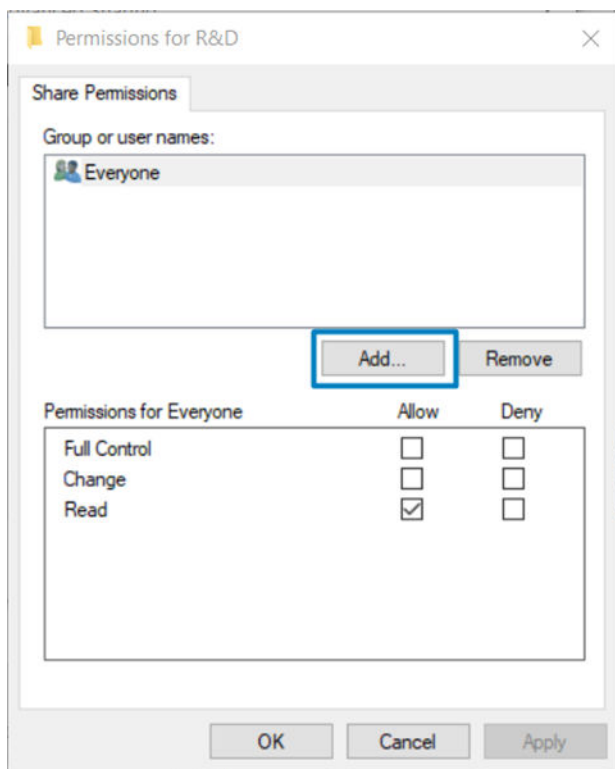 Permissions for R&D
Share Permissions
Group or user names:
Everyone
Add...
Remove
Permissions for Everyone Allow Deny
Full Control
Change
Read
OK Cancel Apply